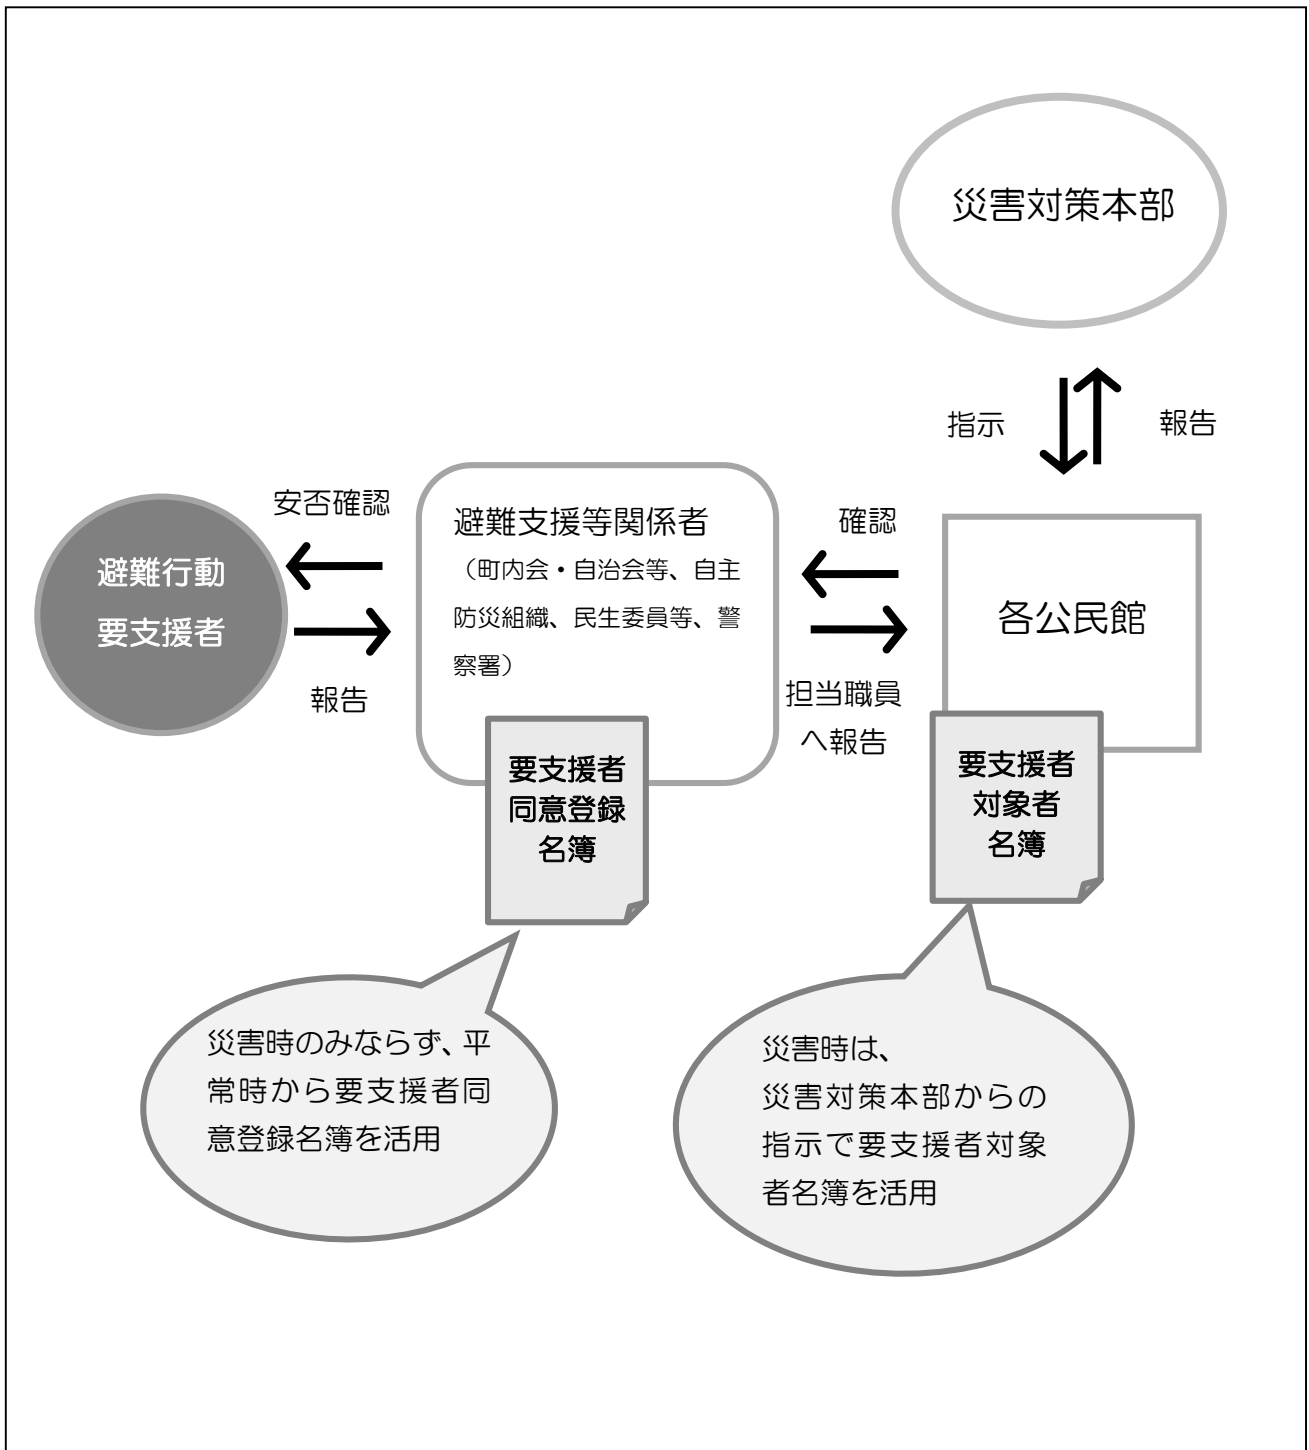 災害対策本部
指示
報告
安否確認
避難行動
要支援者
報告
避難支援等関係者
（町内会・自治会等、自主
防災組織、民生委員等、警
察署）
確認
担当職員
へ報告
各公民館
要支援者
同意登録
名簿
要支援者
対象者
名簿
災害時のみならず、平
常時から要支援者同
意登録名簿を活用
災害時は、
災害対策本部からの
指示で要支援者対象
者名簿を活用